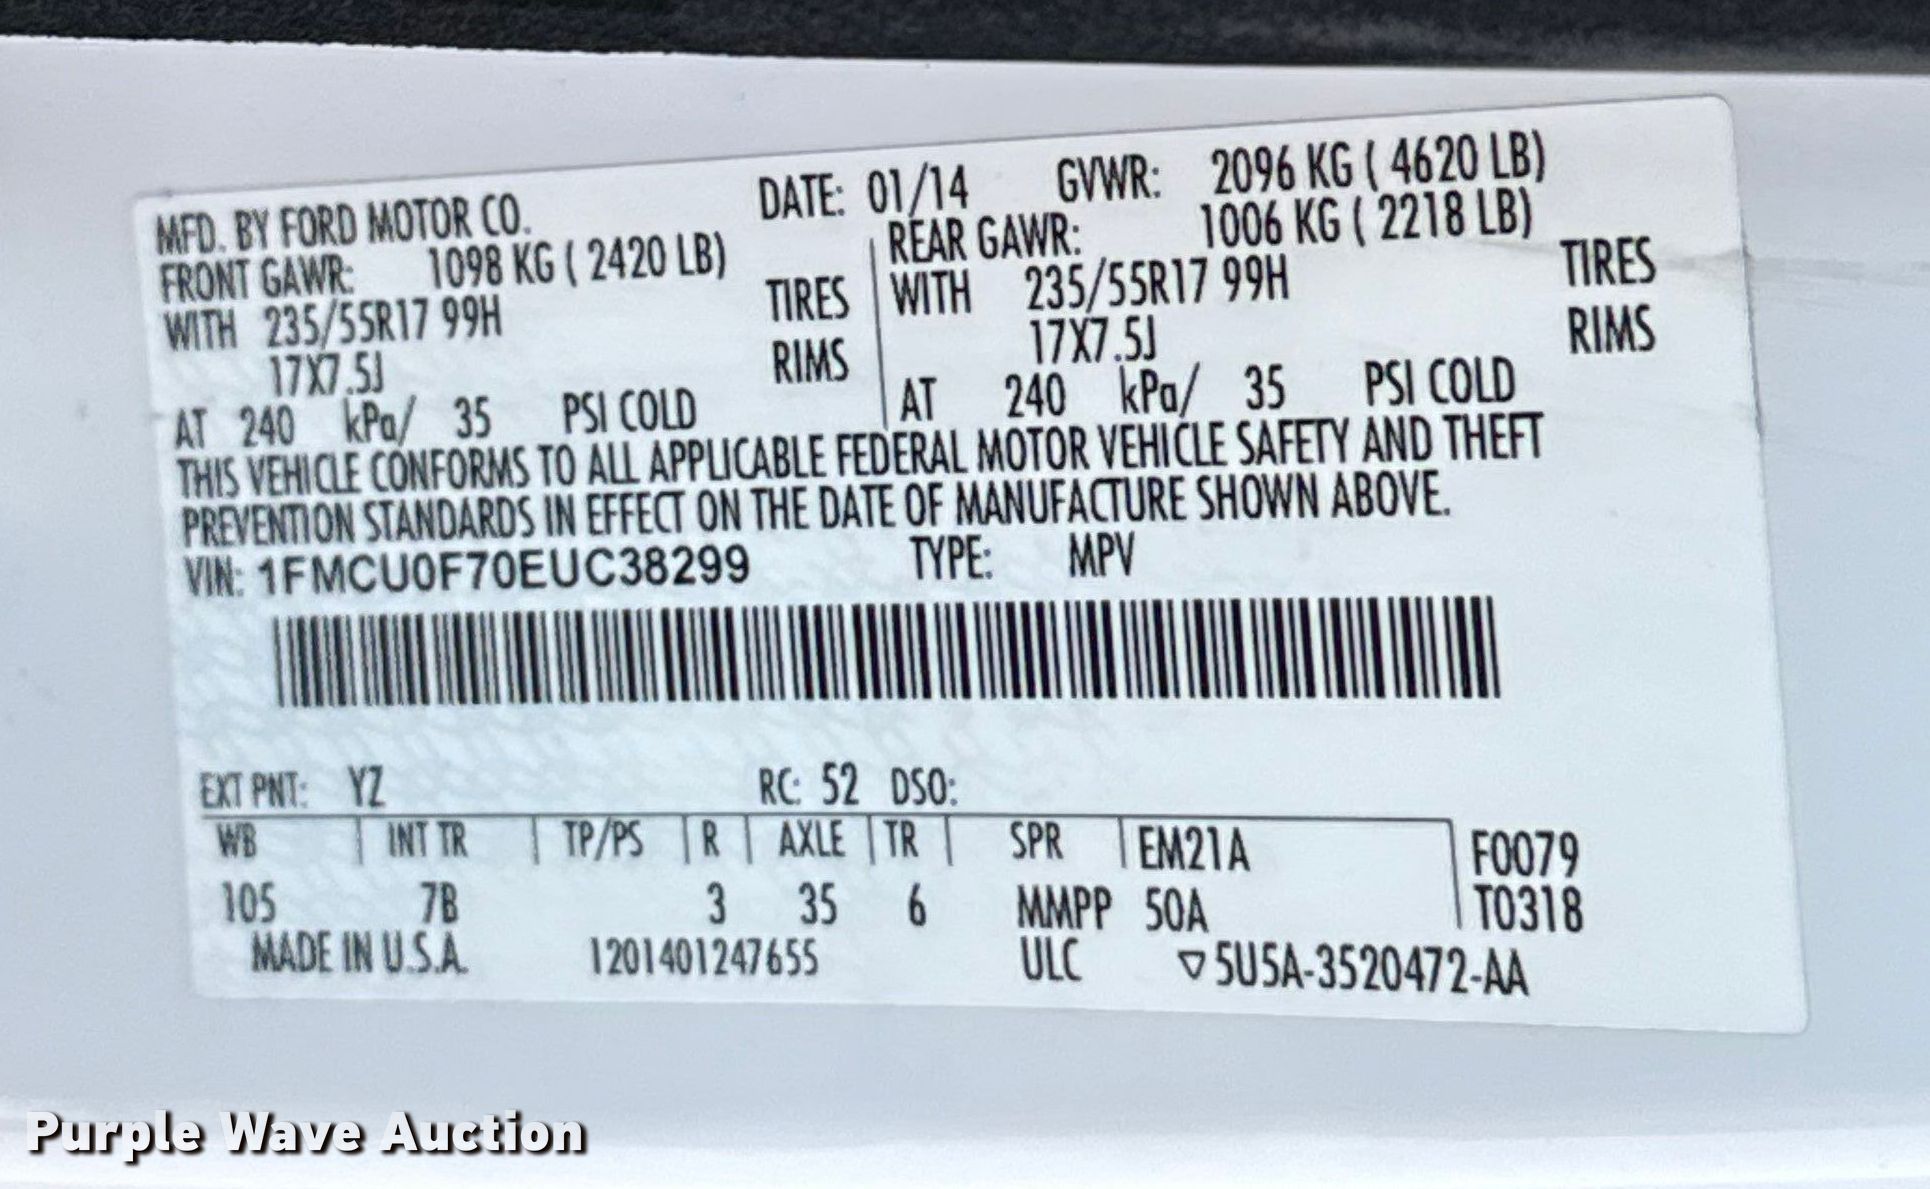 MFD. BY FORD MOTOR CO. DATE: 01/14 GVWR: 2096 KG ( 4620 LB)
FRONT GAWR: 1098 KG ( 2420 LB) REAR GAWR: 1006 KG ( 2218 LB)
WITH 235/55R17 99H TIRES WITH 235/55R17 99H TIRES
17X7.5J RIMS 17X7.5J RIMS
AT 240 kPa/ 35 PSI COLD AT 240 kPa/ 35 PSI COLD
THIS VEHICLE CONFORMS TO ALL APPLICABLE FEDERAL MOTOR VEHICLE SAFETY AND THEFT
PREVENTION STANDARDS IN EFFECT ON THE DATE OF MANUFACTURE SHOWN ABOVE.
VIN: 1FMCU0F70EUC38299 TYPE: MPV
EXT PNT: YZ RC: 52 DSO:
WB INT TR TP/PS R AXLE TR SPR EM21A F0079
105 7B 3 35 6 MMPP 50A T0318
MADE IN U.S.A. 1201401247655 ULC ▽5U5A-3520472-AA
Purple Wave Auction